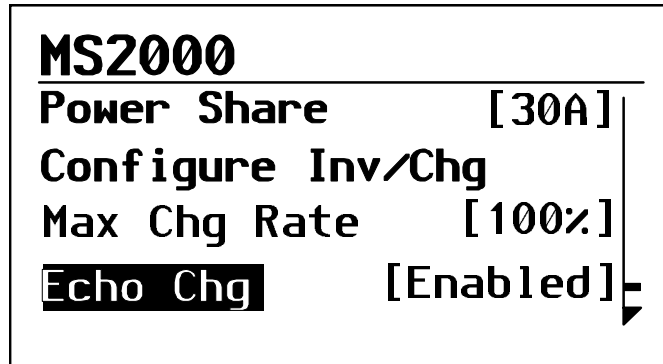 MS2000
Power Share [30A]
Configure Inv/Chg
Max Chg Rate [100%]
Echo Chg [Enabled]